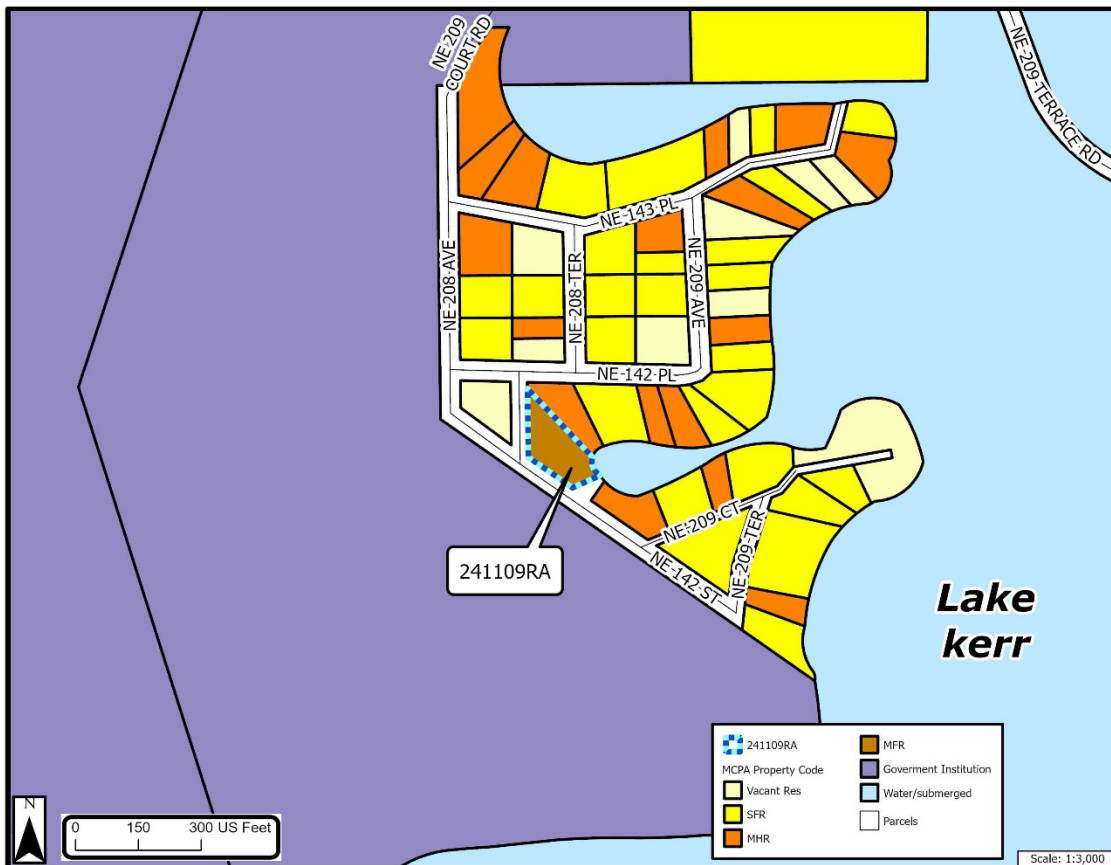 NE-209
COURT RD
NE-209-TERRACE-RD
NE-143-PL
NE-208-AVE
NE-208-TER
NE-209-AVE
NE-142-PL
241109RA
NE-209-CT
NE-209-TER
NE-142-ST
Lake
kerr
241109RA
MCPA Property Code
Vacant Res
SFR
MHR
MFR
Goverment Institution
Water/submerged
Parcels
N
0 150 300 US Feet
Scale: 1:3,000